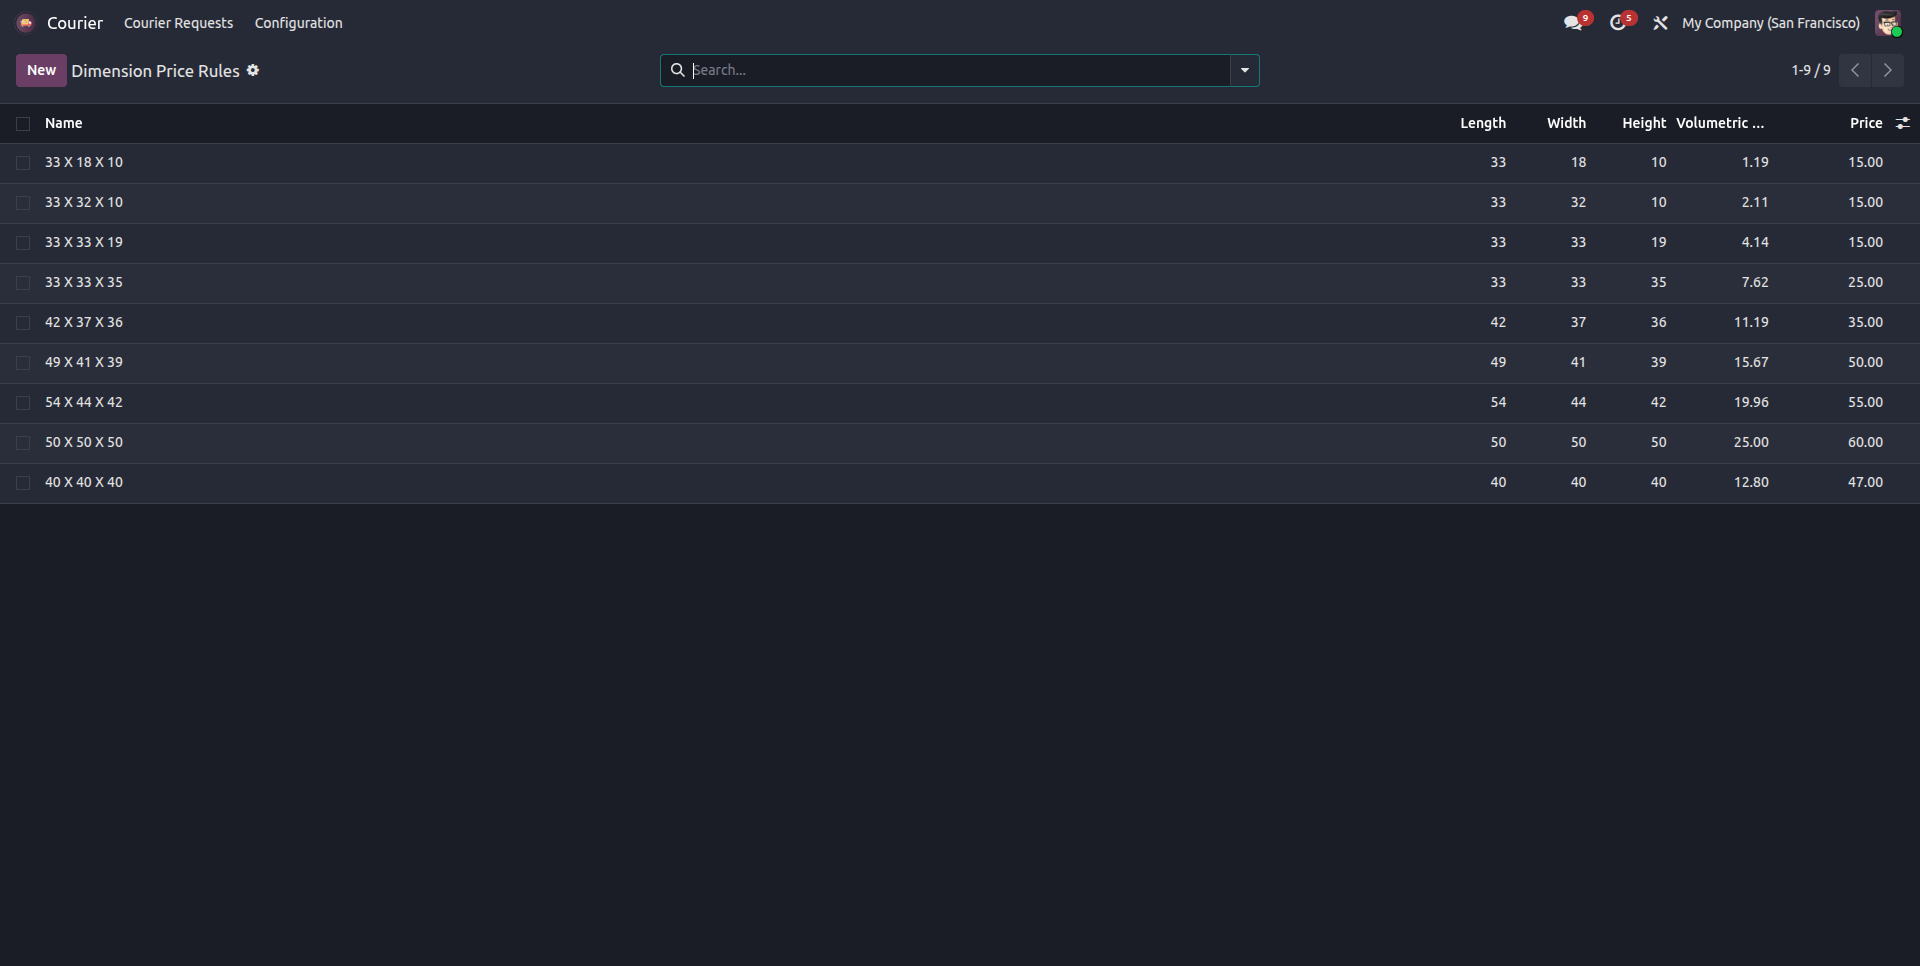 Courier Courier Requests Configuration 9 5 My Company (San Francisco)
New Dimension Price Rules Search... 1-9 / 9
Name Length Width Height Volumetric ... Price
33 X 18 X 10 33 18 10 1.19 15.00
33 X 32 X 10 33 32 10 2.11 15.00
33 X 33 X 19 33 33 19 4.14 15.00
33 X 33 X 35 33 33 35 7.62 25.00
42 X 37 X 36 42 37 36 11.19 35.00
49 X 41 X 39 49 41 39 15.67 50.00
54 X 44 X 42 54 44 42 19.96 55.00
50 X 50 X 50 50 50 50 25.00 60.00
40 X 40 X 40 40 40 40 12.80 47.00